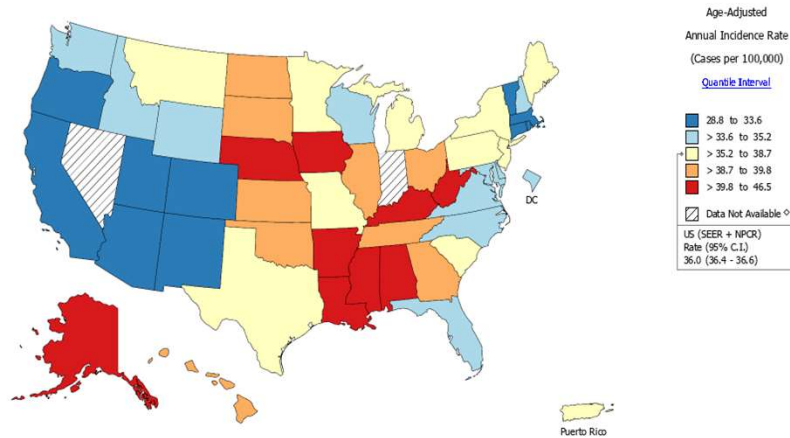 Age-Adjusted
Annual Incidence Rate
(Cases per 100,000)
Quantile Interval
28.8 to 33.6
> 33.6 to 35.2
> 35.2 to 38.7
> 38.7 to 39.8
> 39.8 to 46.5
Data Not Available ◇
US (SEER + NPCR)
Rate (95% C.I.)
36.0 (36.4 - 36.6)
DC
Puerto Rico